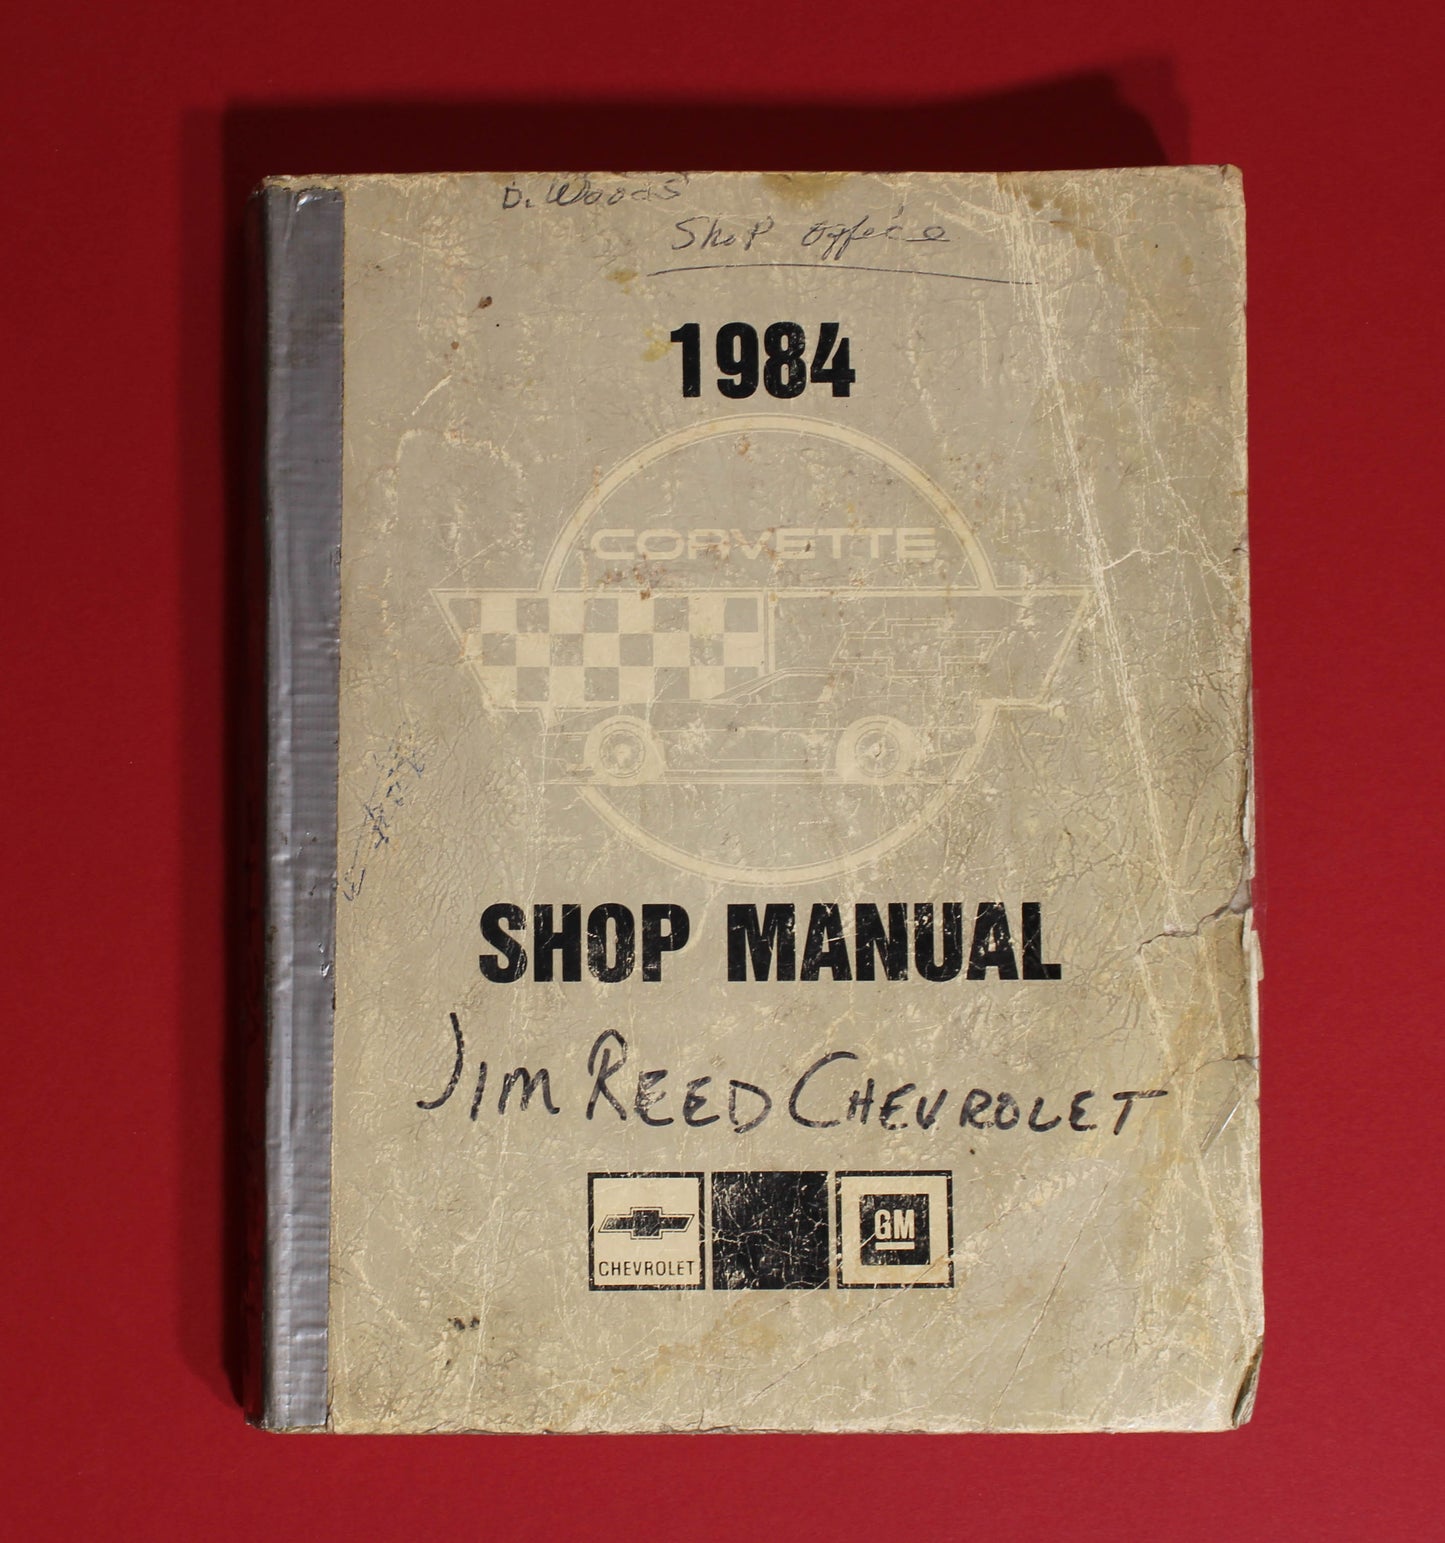 D. Woods
Shop office
1984
CORVETTE
SHOP MANUAL
JIM REED CHEVROLET
CHEVROLET
GM